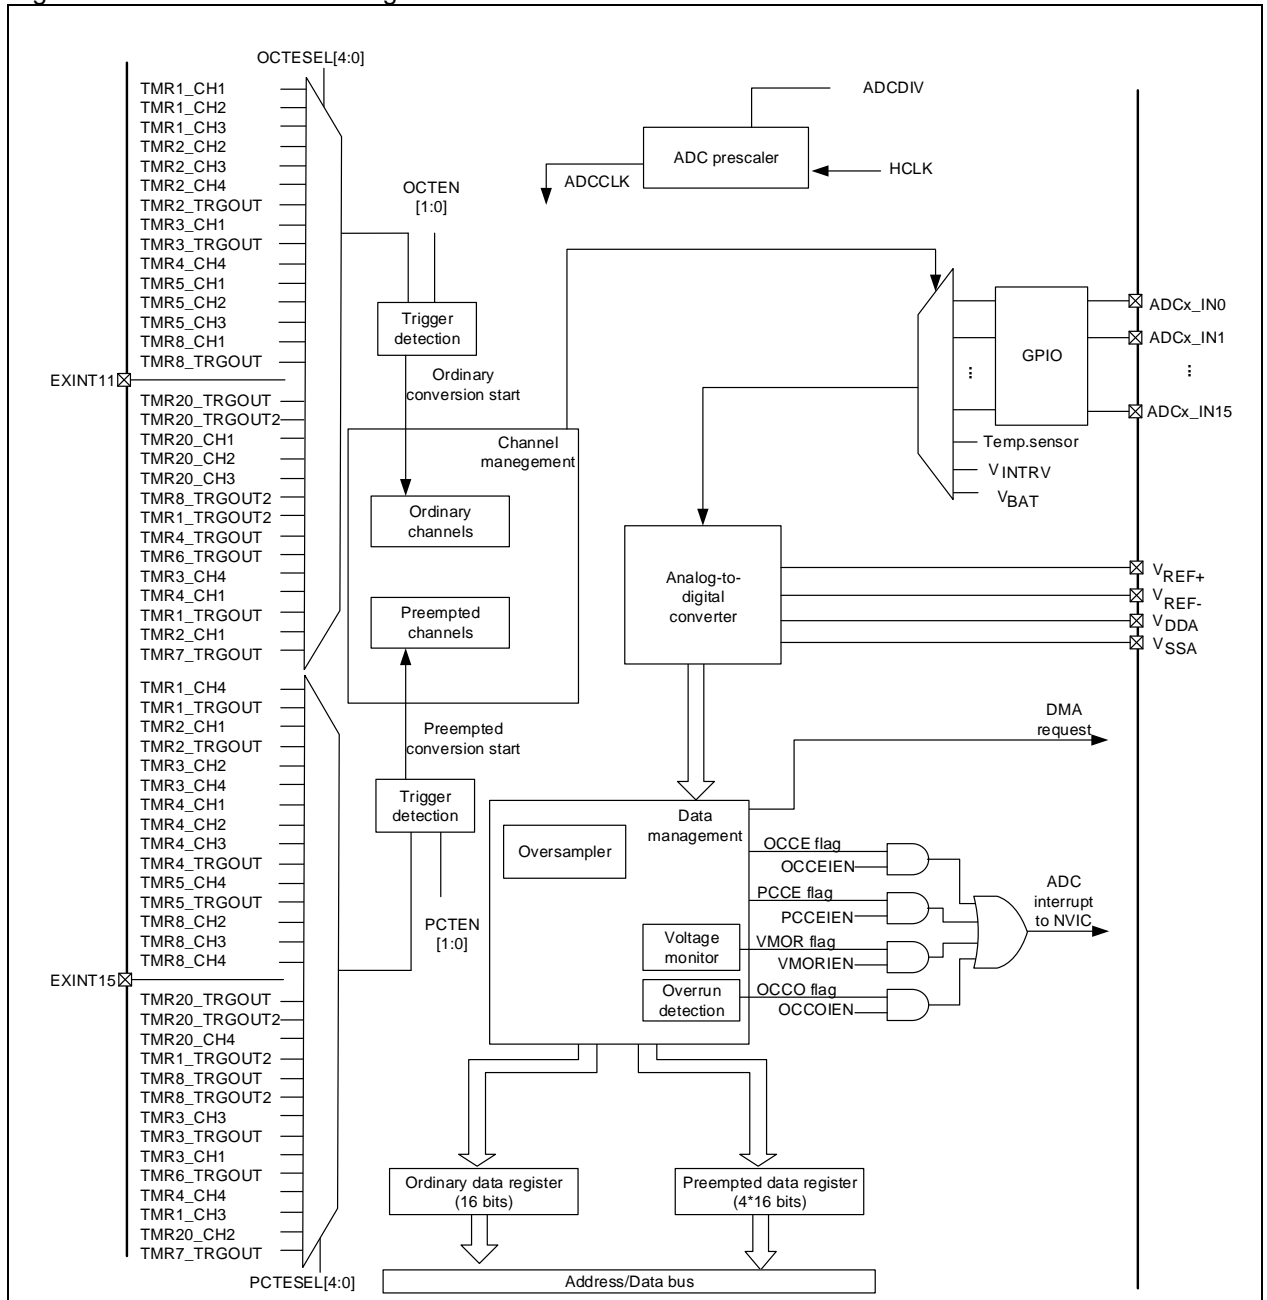 OCTESEL[4:0]
TMR1_CH1
TMR1_CH2
TMR1_CH3
TMR2_CH2
TMR2_CH3
TMR2_CH4
TMR2_TRGOUT
TMR3_CH1
TMR3_TRGOUT
TMR4_CH4
TMR5_CH1
TMR5_CH2
TMR5_CH3
TMR8_CH1
TMR8_TRGOUT
EXINT11
TMR20_TRGOUT
TMR20_TRGOUT2
TMR20_CH1
TMR20_CH2
TMR20_CH3
TMR8_TRGOUT2
TMR1_TRGOUT2
TMR4_TRGOUT
TMR6_TRGOUT
TMR3_CH4
TMR4_CH1
TMR1_TRGOUT
TMR2_CH1
TMR7_TRGOUT
TMR1_CH4
TMR1_TRGOUT
TMR2_CH1
TMR2_TRGOUT
TMR3_CH2
TMR3_CH4
TMR4_CH1
TMR4_CH2
TMR4_CH3
TMR4_TRGOUT
TMR5_CH4
TMR5_TRGOUT
TMR8_CH2
TMR8_CH3
TMR8_CH4
EXINT15
TMR20_TRGOUT
TMR20_TRGOUT2
TMR20_CH4
TMR1_TRGOUT2
TMR8_TRGOUT
TMR8_TRGOUT2
TMR3_CH3
TMR3_TRGOUT
TMR3_CH1
TMR6_TRGOUT
TMR4_CH4
TMR1_CH3
TMR20_CH2
TMR7_TRGOUT
PCTESEL[4:0]
OCTEN
[1:0]
Trigger
detection
Ordinary
conversion start
Channel
manegement
Ordinary
channels
Preempted
channels
Preempted
conversion start
Trigger
detection
PCTEN
[1:0]
ADCDIV
ADC prescaler
HCLK
ADCCLK
GPIO
ADCx_IN0
ADCx_IN1
...
...
ADCx_IN15
Temp.sensor
VINTRV
VBAT
Analog-to-
digital
converter
VREF+
VREF-
VDDA
VSSA
DMA
request
Data
management
Oversampler
Voltage
monitor
Overrun
detection
OCCE flag
OCCEIEN
PCCE flag
PCCEIEN
VMOR flag
VMORIEN
OCCO flag
OCCOIEN
ADC
interrupt
to NVIC
Ordinary data register
(16 bits)
Preempted data register
(4*16 bits)
Address/Data bus